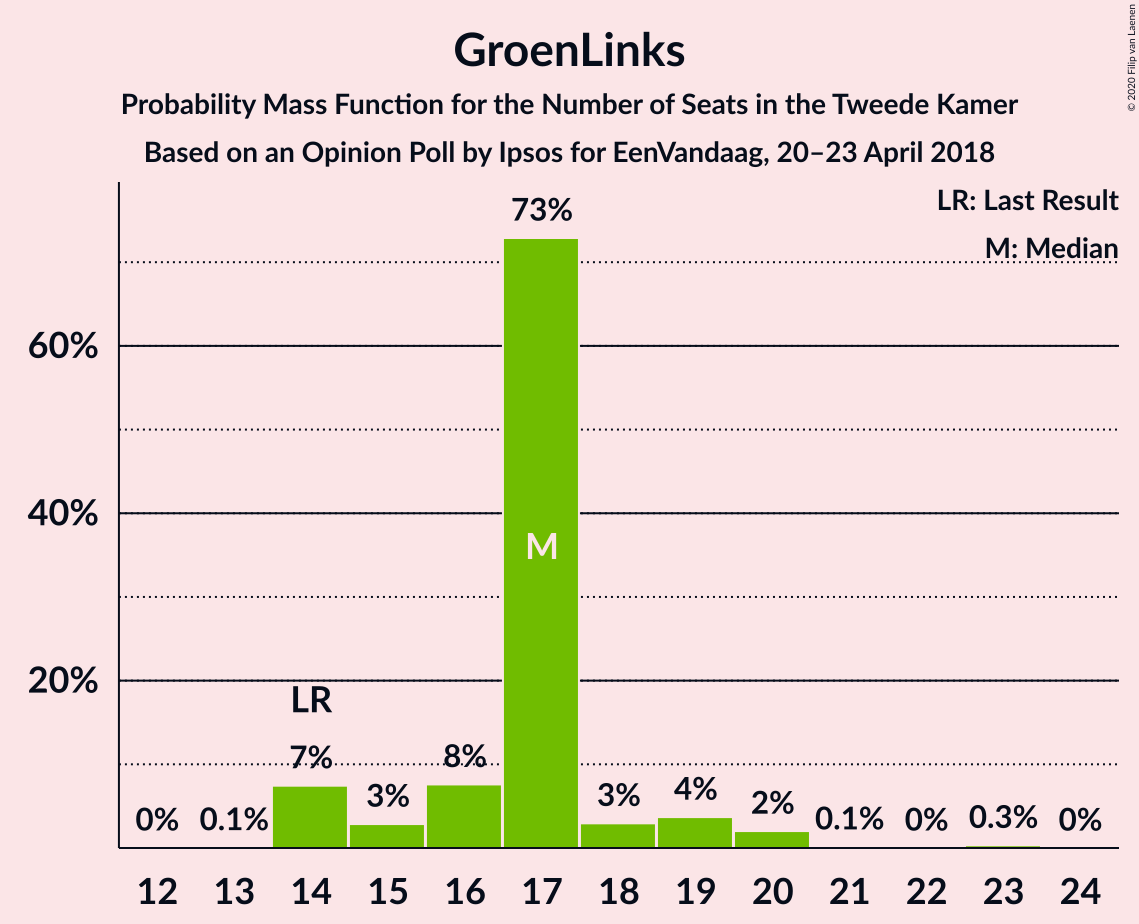 GroenLinks
Probability Mass Function for the Number of Seats in the Tweede Kamer
Based on an Opinion Poll by Ipsos for EenVandaag, 20–23 April 2018
© 2020 Filip van Laenen
LR: Last Result
M: Median
73%
60%
40%
M
20%
LR
0% 0.1% 7% 3% 8% 3% 4% 2% 0.1% 0% 0.3% 0%
12 13 14 15 16 17 18 19 20 21 22 23 24